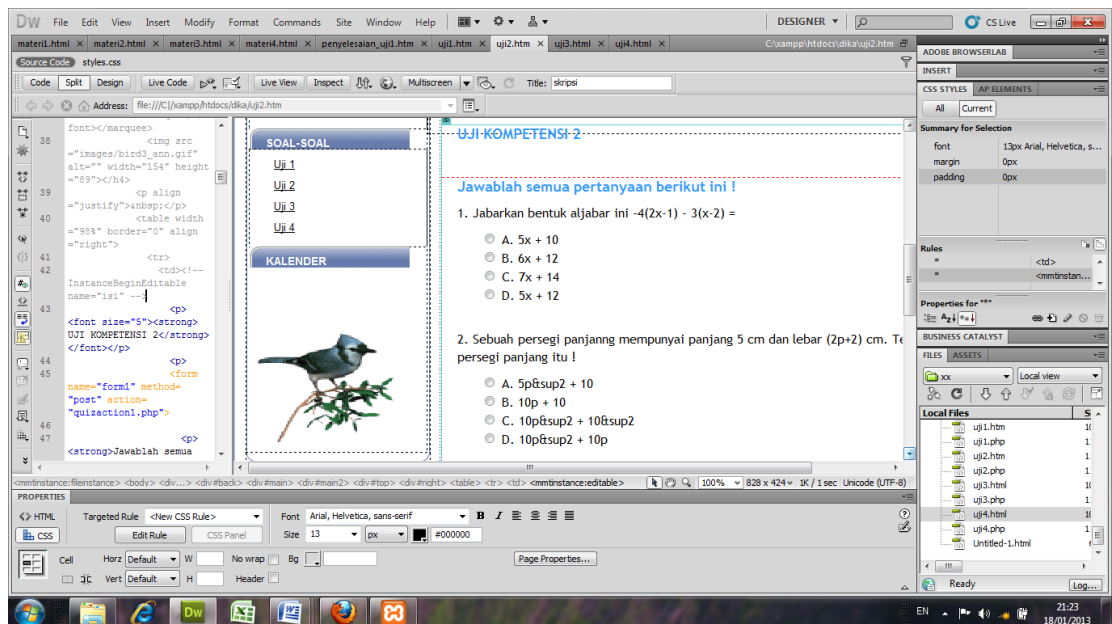 DW File Edit View Insert Modify Format Commands Site Window Help DESIGNER CS Live
materi1.html × materi2.html × materi3.html × materi4.html × penyelesaian_uji1.htm × uji1.htm × uji2.htm × uji3.html × uji4.html × C:\xampp\htdocs\dika\uji2.htm
Source Code styles.css
Code Split Design Live Code Live View Inspect Multiscreen Title: skripsi
Address: file:///C|/xampp/htdocs/dika/uji2.htm
font></marquee>
38 <img src
="images/bird3_ann.gif"
alt="" width="154" height
="89"></h4>
39 <p align
="justify">&nbsp;</p>
40 <table width
="98%" border="0" align
="right">
41 <tr>
42 <td><!--
InstanceBeginEditable
name="isi" -->
43 <p>
<font size="5"><strong>
UJI KOMPETENSI 2</strong>
</font></p>
44 <p>
45 <form
name="form1" method=
"post" action=
"quizaction1.php">
46
47 <p>
<strong>Jawablah semua
SOAL-SOAL
Uji 1
Uji 2
Uji 3
Uji 4
KALENDER
UJI KOMPETENSI 2
Jawablah semua pertanyaan berikut ini !
1. Jabarkan bentuk aljabar ini -4(2x-1) - 3(x-2) =
A. 5x + 10
B. 6x + 12
C. 7x + 14
D. 5x + 12
2. Sebuah persegi panjanng mempunyai panjang 5 cm dan lebar (2p+2) cm. Te
persegi panjang itu !
A. 5p&sup2 + 10
B. 10p + 10
C. 10p&sup2 + 10&sup2
D. 10p&sup2 + 10p
ADOBE BROWSERLAB
INSERT
CSS STYLES AP ELEMENTS
All Current
Summary for Selection
font 13px Arial, Helvetica, s...
margin 0px
padding 0px
Rules
* <td>
* <mmtinstan...
Properties for "*"
BUSINESS CATALYST
FILES ASSETS
xx Local view
Local Files
uji1.htm
uji1.php
uji2.htm
uji2.php
uji3.html
uji3.php
uji4.html
uji4.php
Untitled-1.html
Ready Log...
<mmtinstance:fileinstance> <body> <div...> <div#back> <div#main> <div#main2> <div#top> <div#right> <table> <tr> <td> <mmtinstance:editable> 100% 828 x 424 1K / 1 sec Unicode (UTF-8)
PROPERTIES
<> HTML Targeted Rule <New CSS Rule> Font Arial, Helvetica, sans-serif B I
CSS Edit Rule CSS Panel Size 13 px #000000
Cell Horz Default W No wrap Bg Page Properties...
Vert Default H Header
Dw
EN 21:23
18/01/2013